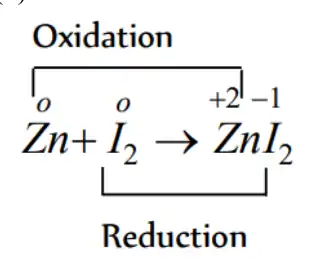 Oxidation
o o +2 −1
Zn + I₂ → ZnI₂
Reduction